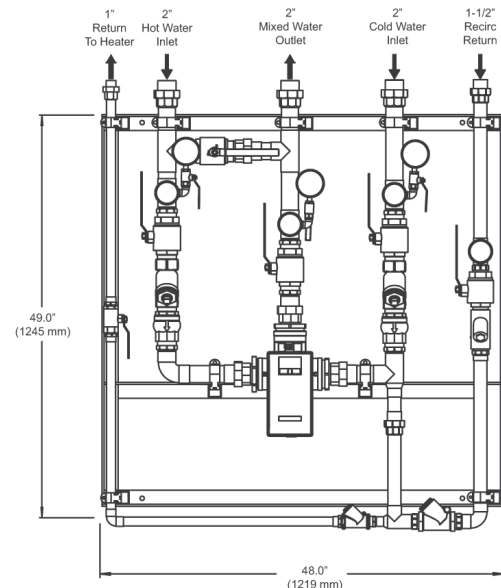 1"
Return
To Heater
2"
Hot Water
Inlet
2"
Mixed Water
Outlet
2"
Cold Water
Inlet
1-1/2"
Recirc
Return
49.0"
(1245 mm)
48.0"
(1219 mm)